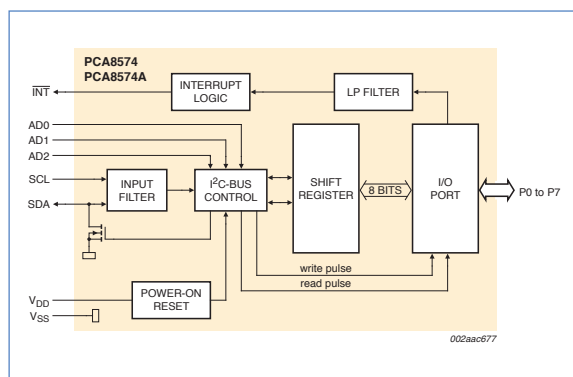 PCA8574
PCA8574A
INT
INTERRUPT
LOGIC
LP FILTER
AD0
AD1
AD2
SCL
SDA
INPUT
FILTER
I²C-BUS
CONTROL
SHIFT
REGISTER
8 BITS
I/O
PORT
P0 to P7
write pulse
read pulse
VDD
VSS
POWER-ON
RESET
002aac677